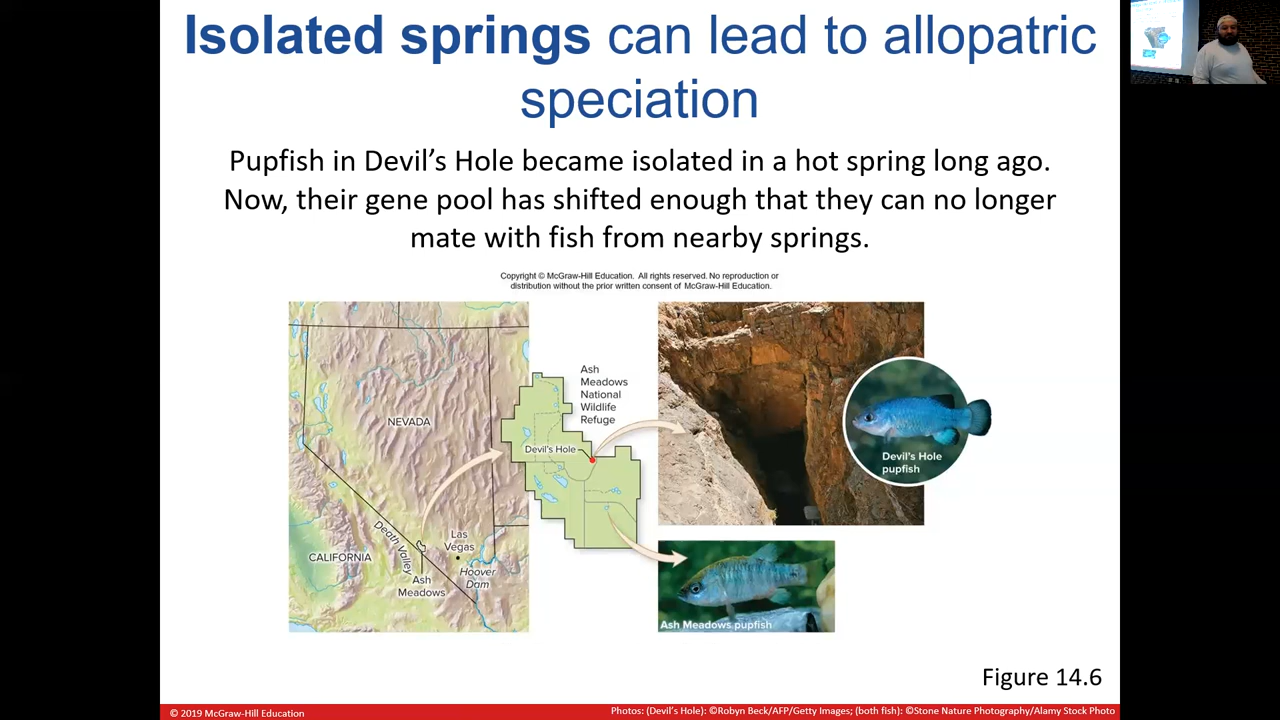 Isolated springs can lead to allopatric
speciation
Pupfish in Devil's Hole became isolated in a hot spring long ago.
Now, their gene pool has shifted enough that they can no longer
mate with fish from nearby springs.
Copyright © McGraw-Hill Education. All rights reserved. No reproduction or
distribution without the prior written consent of McGraw-Hill Education.
NEVADA
CALIFORNIA
Death Valley
Las
Vegas
Ash
Meadows
Hoover
Dam
Ash
Meadows
National
Wildlife
Refuge
Devil's Hole
Devil's Hole
pupfish
Ash Meadows pupfish
Figure 14.6
© 2019 McGraw-Hill Education
Photos: (Devil's Hole): ©Robyn Beck/AFP/Getty Images; (both fish): ©Stone Nature Photography/Alamy Stock Photo